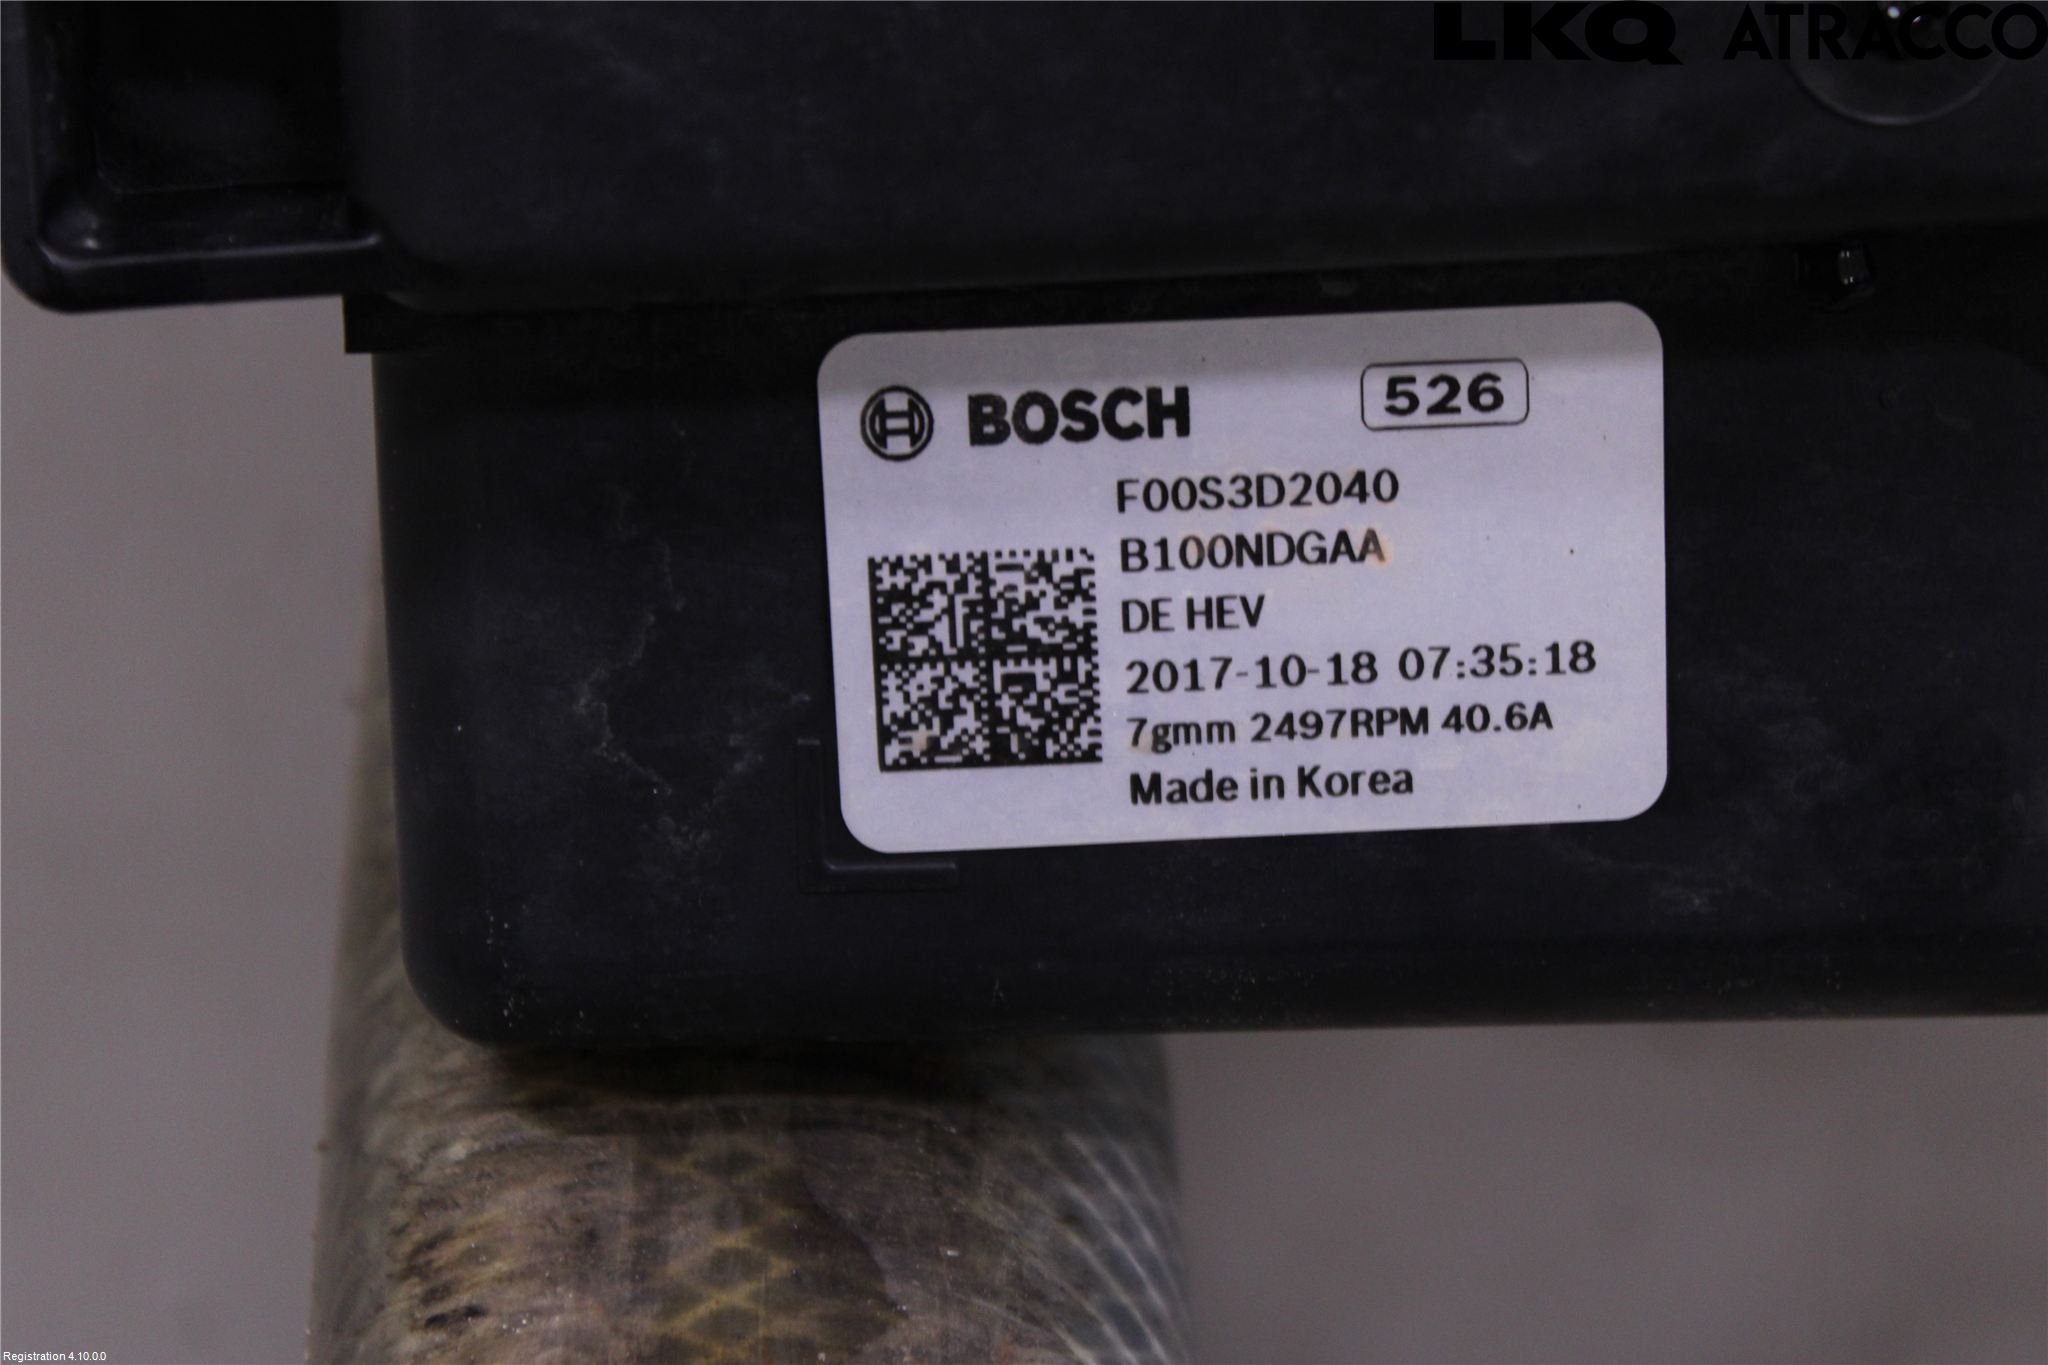 LKQ ATRACCO
BOSCH 526
F00S3D2040
B100NDGAA
DE HEV
2017-10-18 07:35:18
7gmm 2497RPM 40.6A
Made in Korea
Registration 4.10.0.0